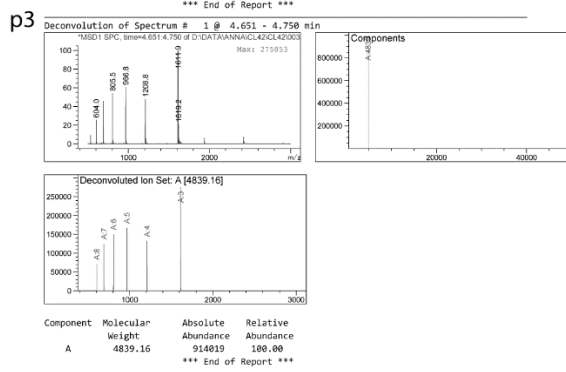 *** End of Report ***
p3
Deconvolution of Spectrum # 1 @ 4.651 - 4.750 min
*MSD1 SPC, time=4.651:4.750 of D:\DATA\ANNA\CL42\CL42\003
Max: 275853
100
80
60
40
20
0
604.0
805.5
966.8
1208.8
1611.9
1619.2
1000
2000
m/z
Components
A:483
800000
600000
400000
200000
20000
40000
Deconvoluted Ion Set: A [4839.16]
250000
200000
150000
100000
50000
0
A:8
A:7
A:6
A:5
A:4
A:3
1000
2000
3000
Component Molecular Absolute Relative
Weight Abundance Abundance
A 4839.16 914019 100.00
*** End of Report ***